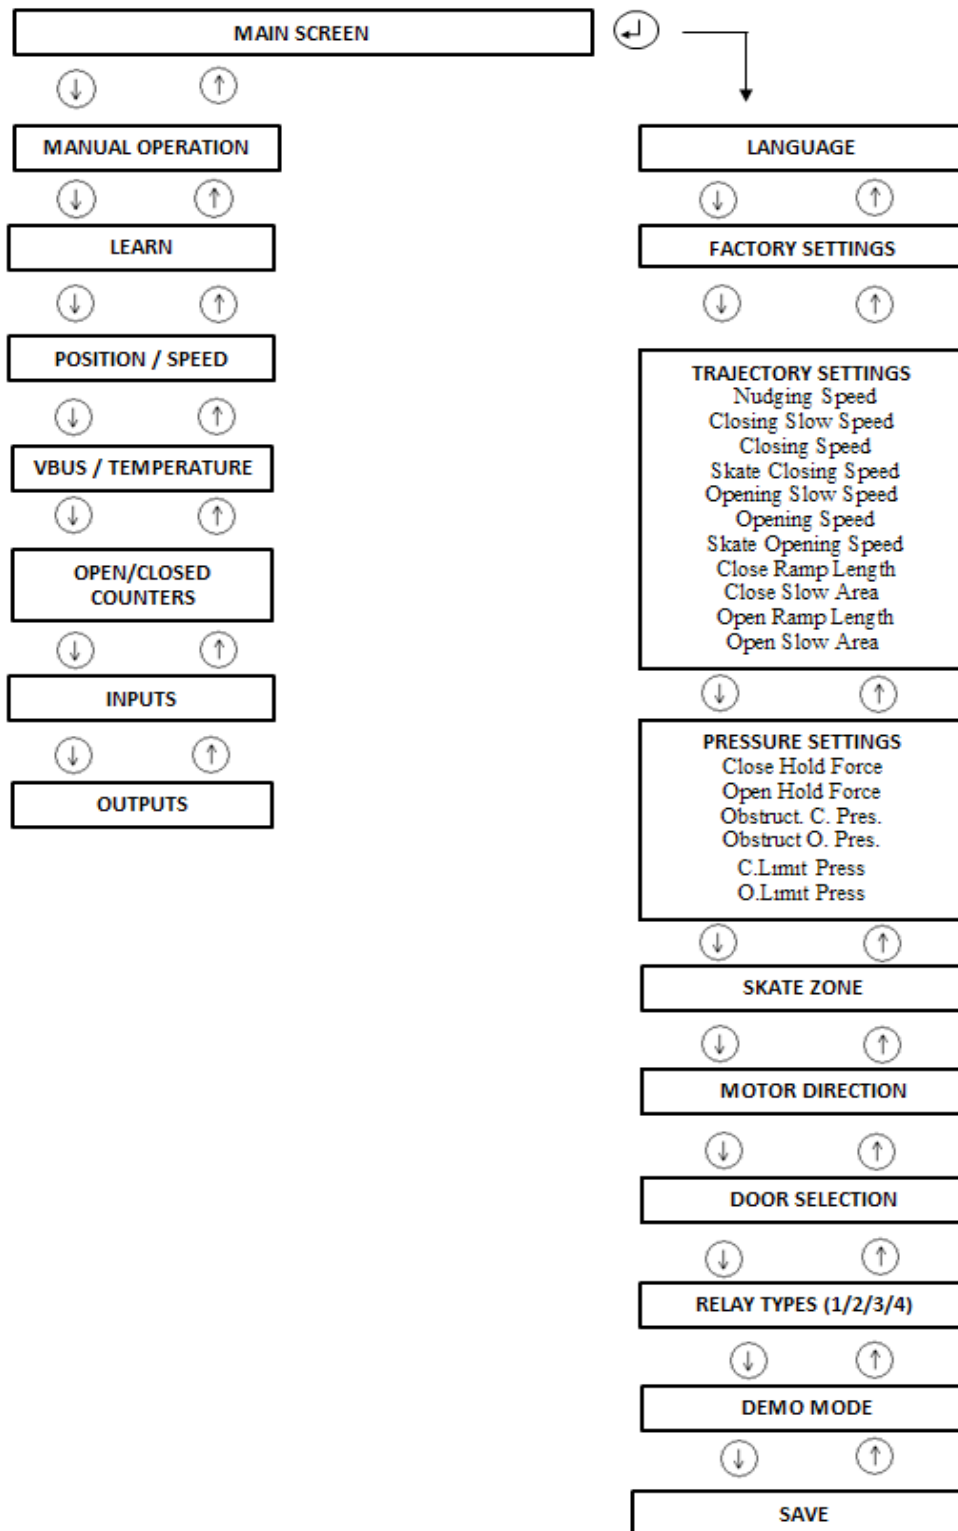 MAIN SCREEN
MANUAL OPERATION
LEARN
POSITION / SPEED
VBUS / TEMPERATURE
OPEN/CLOSED
COUNTERS
INPUTS
OUTPUTS
LANGUAGE
FACTORY SETTINGS
TRAJECTORY SETTINGS
Nudging Speed
Closing Slow Speed
Closing Speed
Skate Closing Speed
Opening Slow Speed
Opening Speed
Skate Opening Speed
Close Ramp Length
Close Slow Area
Open Ramp Length
Open Slow Area
PRESSURE SETTINGS
Close Hold Force
Open Hold Force
Obstruct. C. Pres.
Obstruct O. Pres.
C.Lımıt Press
O.Lımıt Press
SKATE ZONE
MOTOR DIRECTION
DOOR SELECTION
RELAY TYPES (1/2/3/4)
DEMO MODE
SAVE